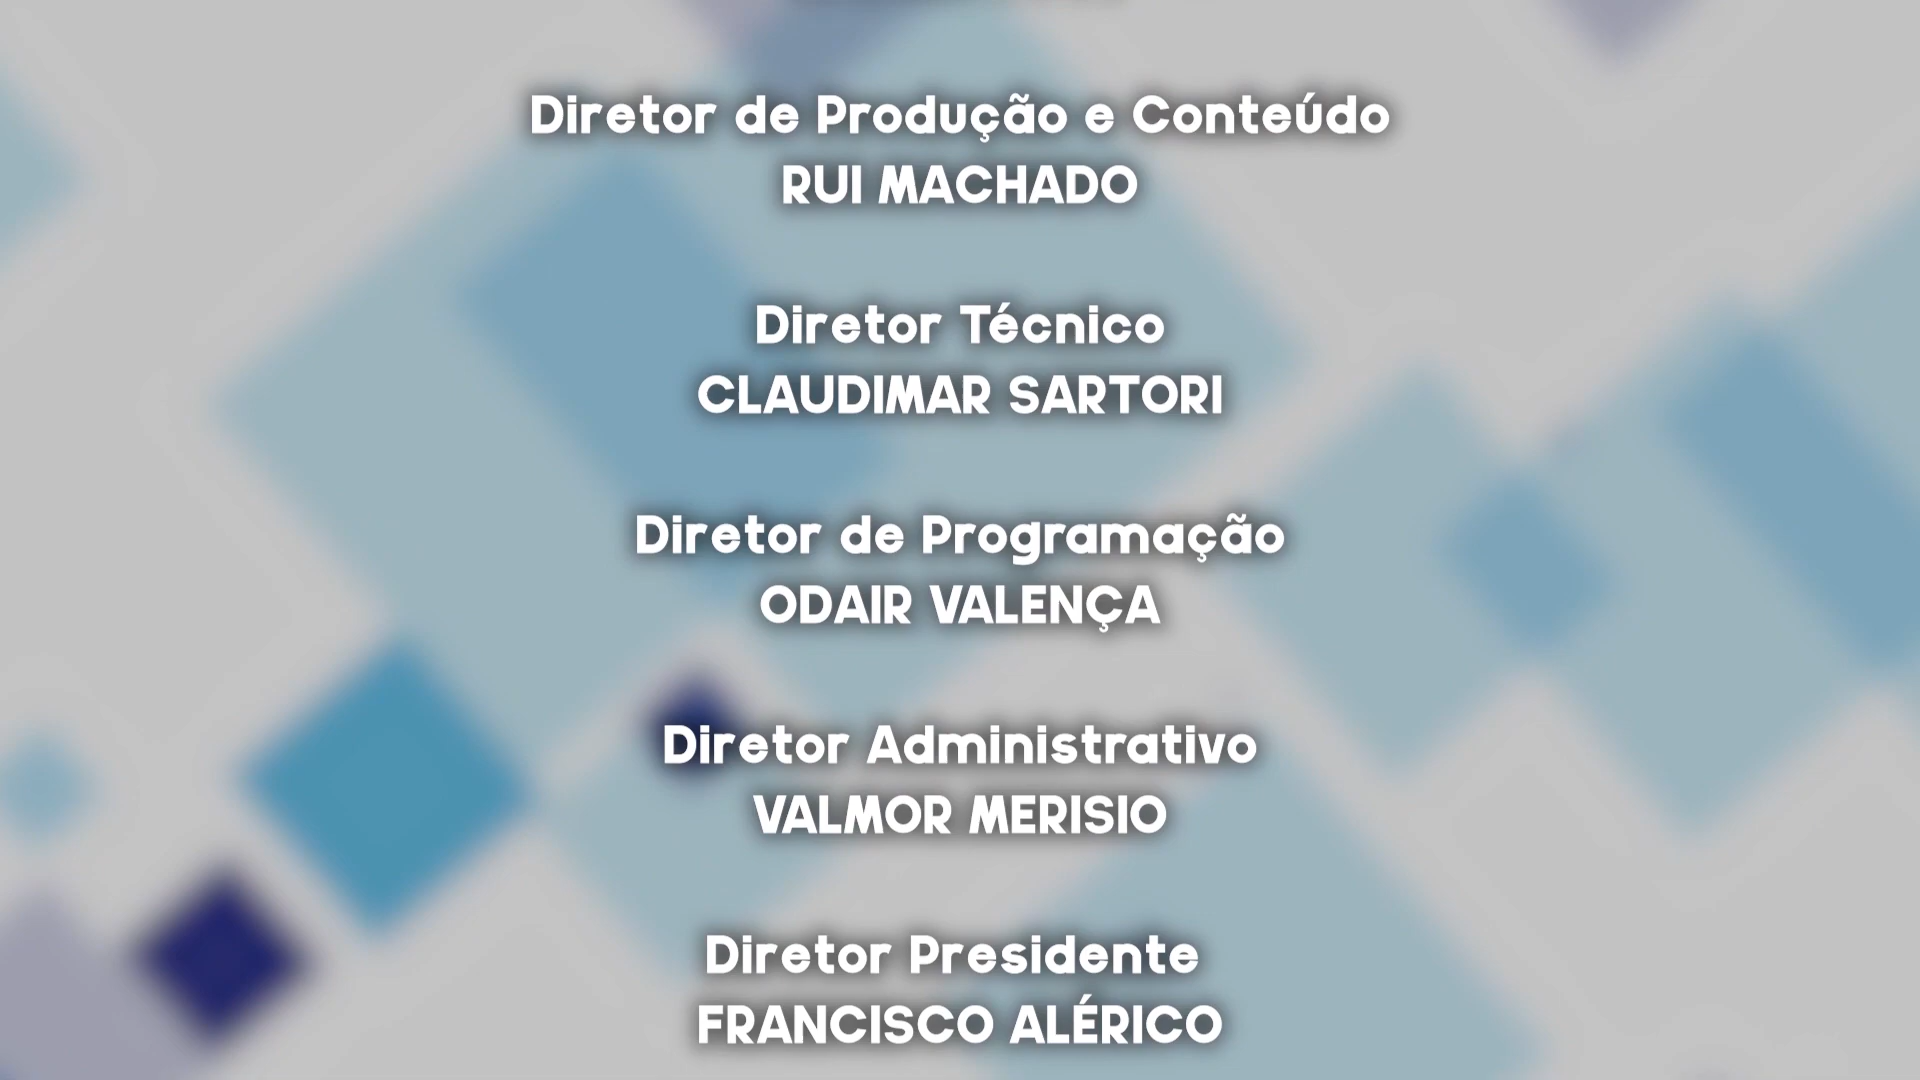 Diretor de Produção e Conteúdo
RUI MACHADO
Diretor Técnico
CLAUDIMAR SARTORI
Diretor de Programação
ODAIR VALENÇA
Diretor Administrativo
VALMOR MERISIO
Diretor Presidente
FRANCISCO ALÉRICO